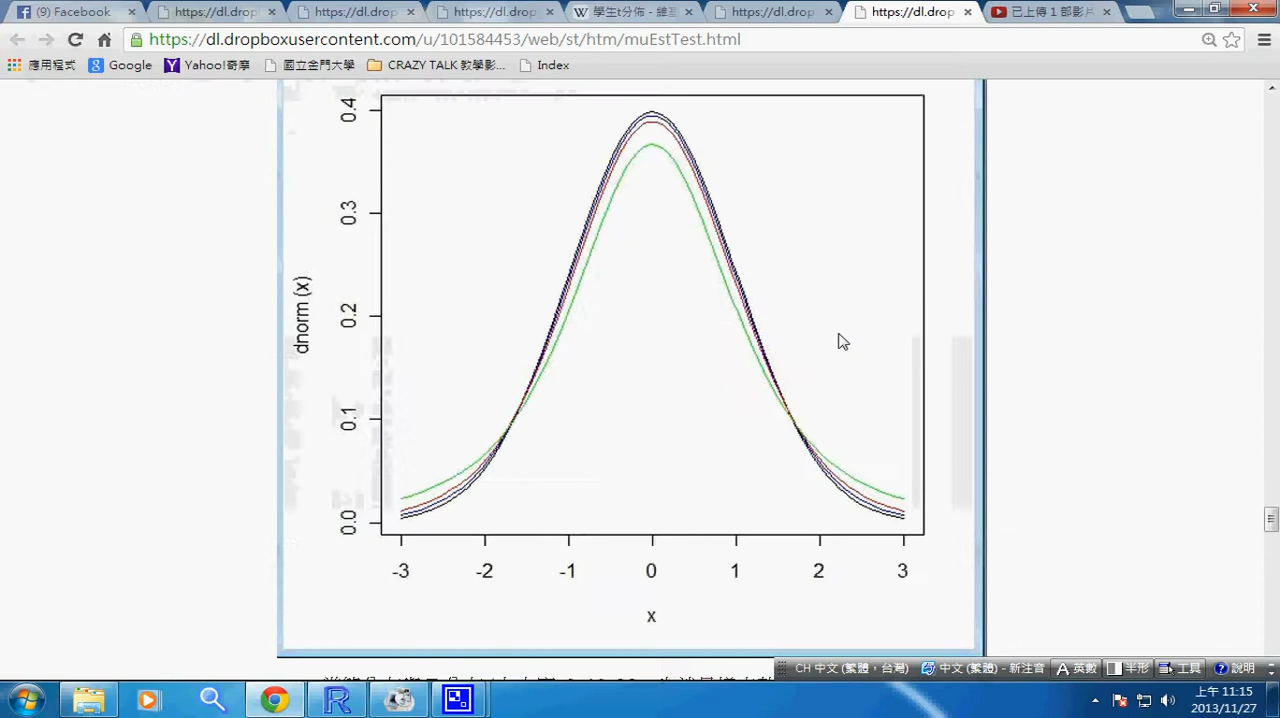 (9) Facebook
https://dl.dropl
https://dl.drop
https://dl.drop
學生t分佈 - 維
https://dl.drop
https://dl.drop
已上傳 1 部影片
https://dl.dropboxusercontent.com/u/101584453/web/st/htm/muEstTest.html
應用程式
Google
Yahoo!奇摩
國立金門大學
CRAZY TALK 教學影...
Index
0.4
0.3
0.2
0.1
0.0
dnorm (x)
-3 -2 -1 0 1 2 3
x
CH 中文 (繁體，台灣) 中文 (繁體) - 新注音 A 英數 半形 工具 說明
上午 11:15
2013/11/27